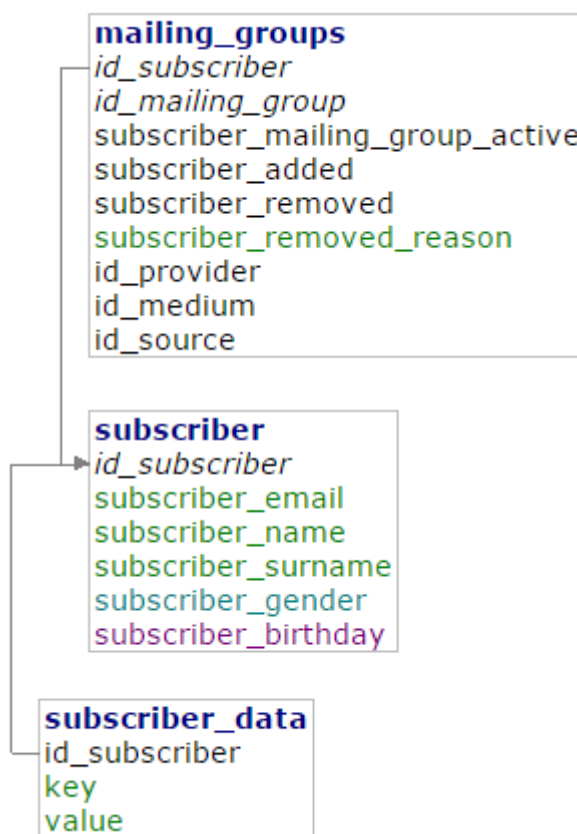 mailing_groups
id_subscriber
id_mailing_group
subscriber_mailing_group_active
subscriber_added
subscriber_removed
subscriber_removed_reason
id_provider
id_medium
id_source
subscriber
id_subscriber
subscriber_email
subscriber_name
subscriber_surname
subscriber_gender
subscriber_birthday
subscriber_data
id_subscriber
key
value